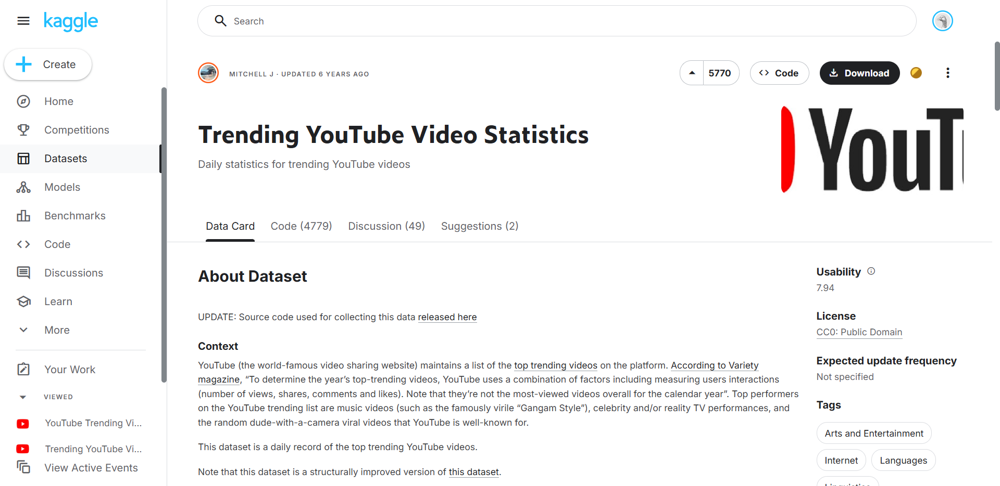 kaggle
Search
Create
Home
Competitions
Datasets
Models
Benchmarks
Code
Discussions
Learn
More
Your Work
VIEWED
YouTube Trending Vi...
Trending YouTube Vi...
View Active Events
MITCHELL J · UPDATED 6 YEARS AGO
5770
Code
Download
Trending YouTube Video Statistics
Daily statistics for trending YouTube videos
YouT
Data Card
Code (4779)
Discussion (49)
Suggestions (2)
About Dataset
UPDATE: Source code used for collecting this data released here
Context
YouTube (the world-famous video sharing website) maintains a list of the top trending videos on the platform. According to Variety
magazine, “To determine the year’s top-trending videos, YouTube uses a combination of factors including measuring users interactions
(number of views, shares, comments and likes). Note that they’re not the most-viewed videos overall for the calendar year”. Top performers
on the YouTube trending list are music videos (such as the famously virile “Gangam Style”), celebrity and/or reality TV performances, and
the random dude-with-a-camera viral videos that YouTube is well-known for.
This dataset is a daily record of the top trending YouTube videos.
Note that this dataset is a structurally improved version of this dataset.
Usability
7.94
License
CC0: Public Domain
Expected update frequency
Not specified
Tags
Arts and Entertainment
Internet
Languages
Linguistics